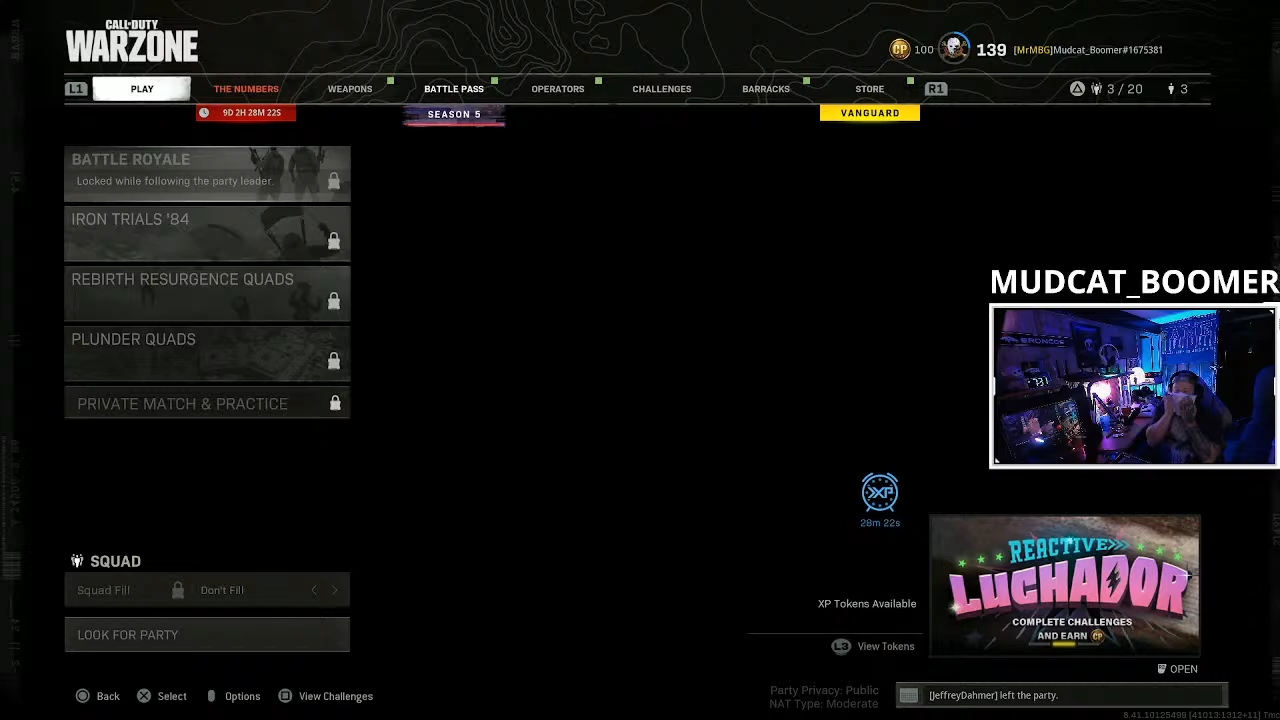 CALL OF DUTY
WARZONE
CP 100 139 [MrMBG]Mudcat_Boomer#1675381
L1 PLAY THE NUMBERS WEAPONS BATTLE PASS OPERATORS CHALLENGES BARRACKS STORE R1 3 / 20 3
9D 2H 28M 22S SEASON 5 VANGUARD
BATTLE ROYALE
Locked while following the party leader.
IRON TRIALS '84
REBIRTH RESURGENCE QUADS
PLUNDER QUADS
PRIVATE MATCH & PRACTICE
MUDCAT_BOOMER
BRONCOS
XP
28m 22s
SQUAD
Squad Fill Don't Fill
LOOK FOR PARTY
XP Tokens Available
L3 View Tokens
REACTIVE
LUCHADOR
COMPLETE CHALLENGES
AND EARN CP
OPEN
Back Select Options View Challenges
Party Privacy: Public
NAT Type: Moderate
[JeffreyDahmer] left the party.